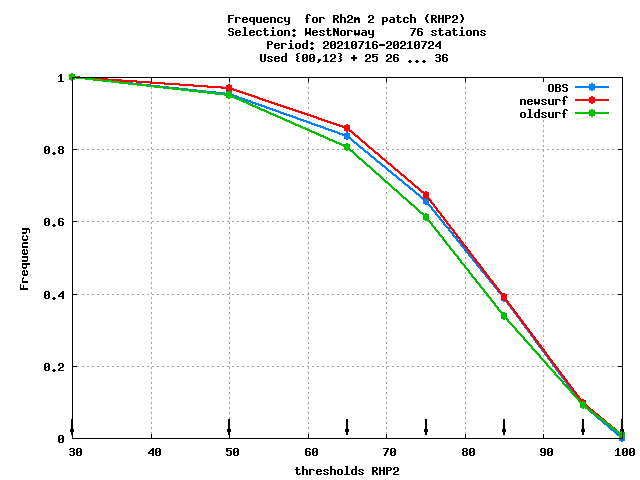 Frequency  for Rh2m 2 patch (RHP2)
Selection: WestNorway     76 stations
Period: 20210716-20210724
Used {00,12} + 25 26 ... 36
OBS
newsurf
oldsurf
1
0.8
0.6
0.4
0.2
0
Frequency
30 40 50 60 70 80 90 100
thresholds RHP2